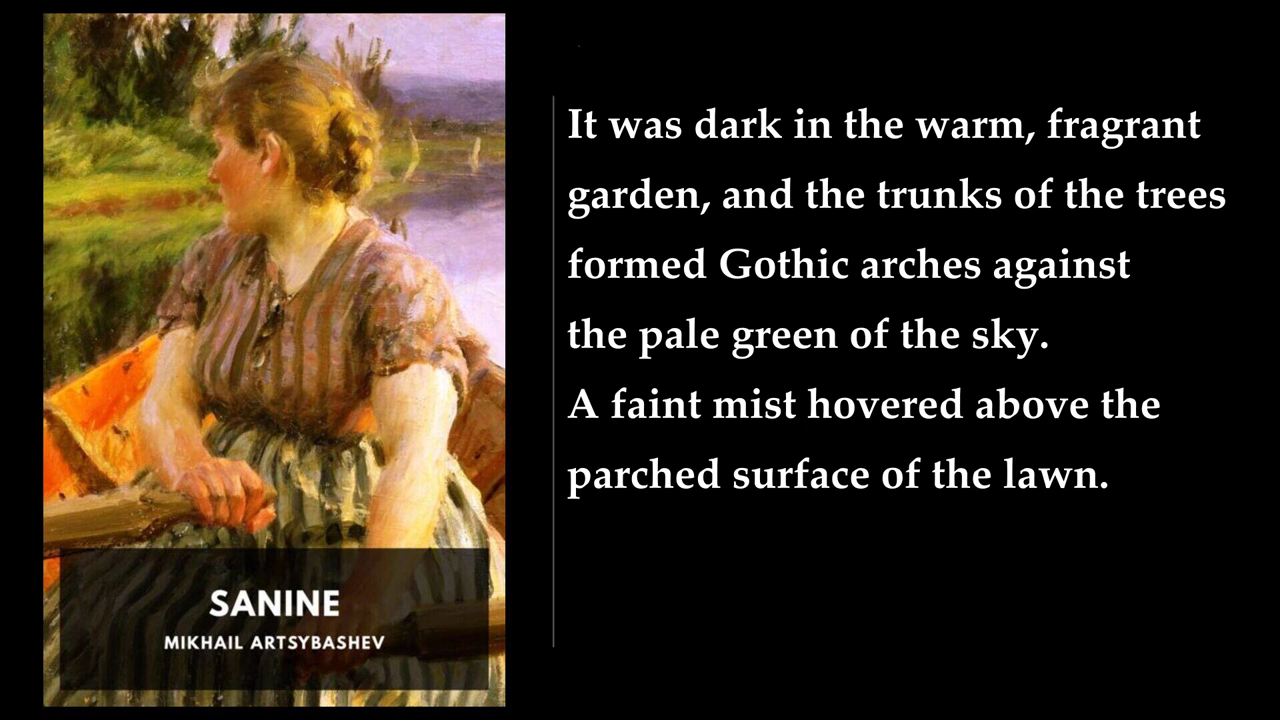 SANINE
MIKHAIL ARTSYBASHEV
It was dark in the warm, fragrant
garden, and the trunks of the trees
formed Gothic arches against
the pale green of the sky.
A faint mist hovered above the
parched surface of the lawn.